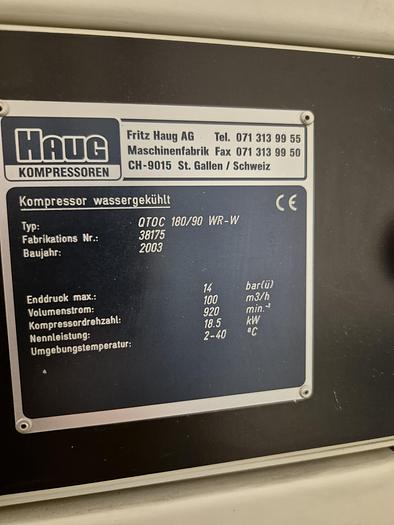 HAUG
KOMPRESSOREN
Fritz Haug AG Tel. 071 313 99 55
Maschinenfabrik Fax 071 313 99 50
CH-9015 St. Gallen / Schweiz
Kompressor wassergekühlt CE
Typ: QTOC 180/90 WR-W
Fabrikations Nr.: 38175
Baujahr: 2003
Enddruck max.: 14 bar(ü)
Volumenstrom: 100 m3/h
Kompressordrehzahl: 920 min.⁻¹
Nennleistung: 18.5 kW
Umgebungstemperatur: 2-40 °C